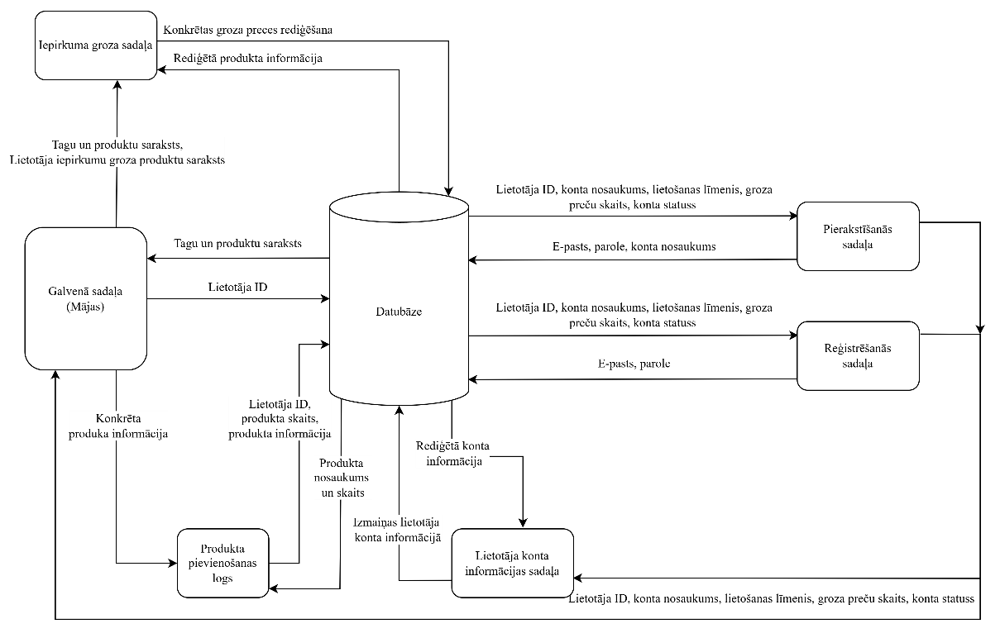 Konkrētas groza preces rediģēšana
Iepirkuma groza sadaļa
Rediģētā produkta informācija
Tagu un produktu saraksts,
Lietotāja iepirkumu groza produktu saraksts
Lietotāja ID, konta nosaukums, lietošanas līmenis, groza
preču skaits, konta statuss
Pierakstīšanās
sadaļa
Tagu un produktu saraksts
E-pasts, parole, konta nosaukums
Galvenā sadaļa
(Mājas)
Lietotāja ID
Datubāze
Lietotāja ID, konta nosaukums, lietošanas līmenis, groza
preču skaits, konta statuss
Reģistrēšanās
sadaļa
E-pasts, parole
Konkrēta
produka informācija
Lietotāja ID,
produkta skaits,
produkta informācija
Produkta
nosaukums
un skaits
Rediģētā konta
informācija
Izmaiņas lietotāja
konta informācijā
Produkta
pievienošanas
logs
Lietotāja konta
informācijas sadaļa
Lietotāja ID, konta nosaukums, lietošanas līmenis, groza preču skaits, konta statuss